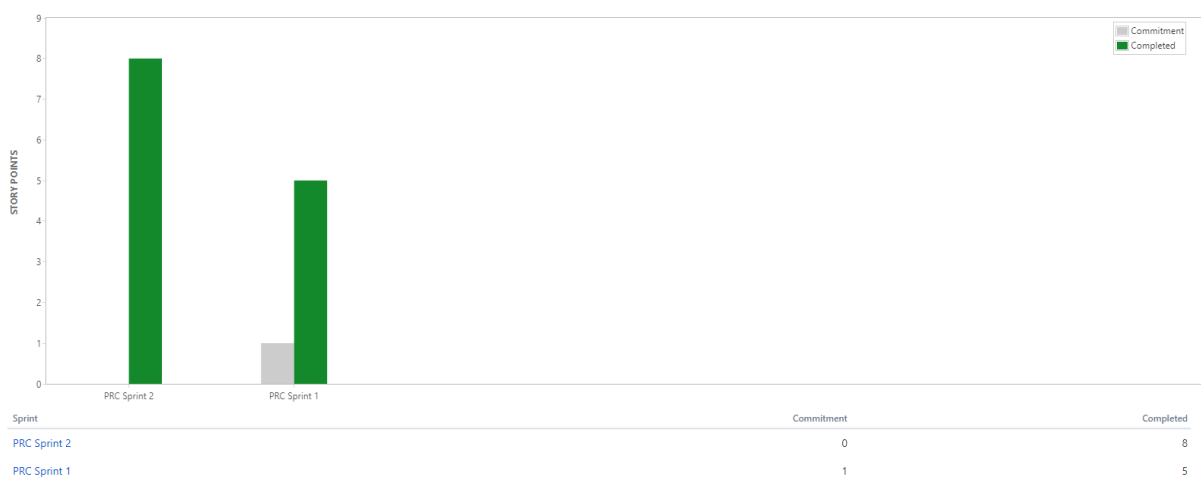 9
Commitment
Completed
8
7
6
STORY POINTS
5
4
3
2
1
0
PRC Sprint 2 PRC Sprint 1
Sprint Commitment Completed
PRC Sprint 2 0 8
PRC Sprint 1 1 5